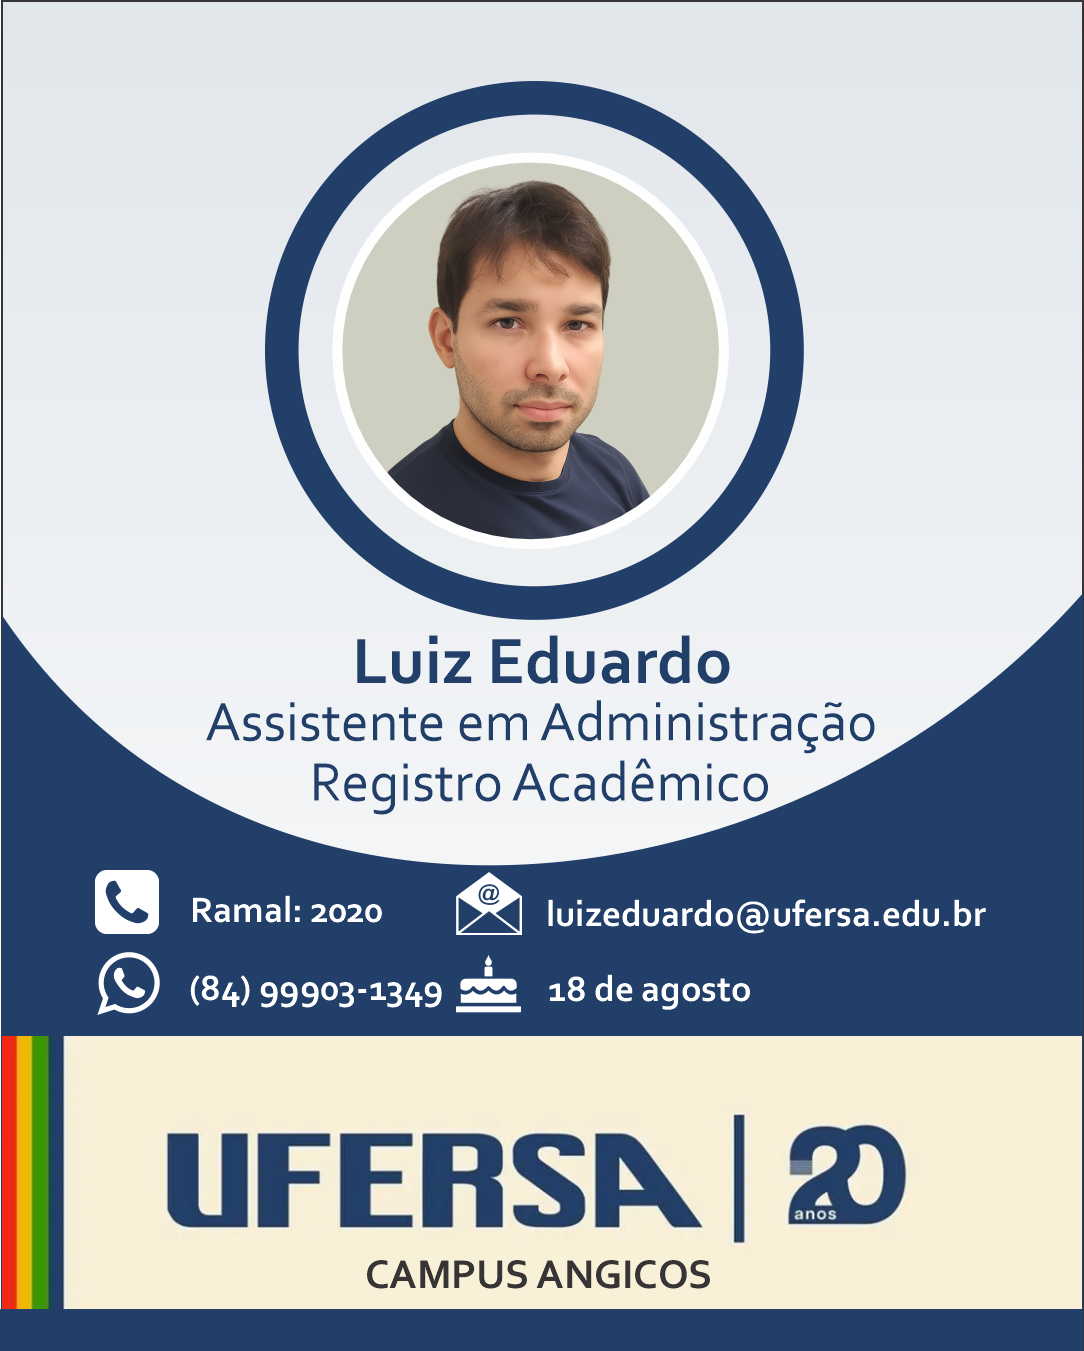 Luiz Eduardo
Assistente em Administração
Registro Acadêmico
Ramal: 2020
@
luizeduardo@ufersa.edu.br
(84) 99903-1349
18 de agosto
UFERSA | 20 anos
CAMPUS ANGICOS